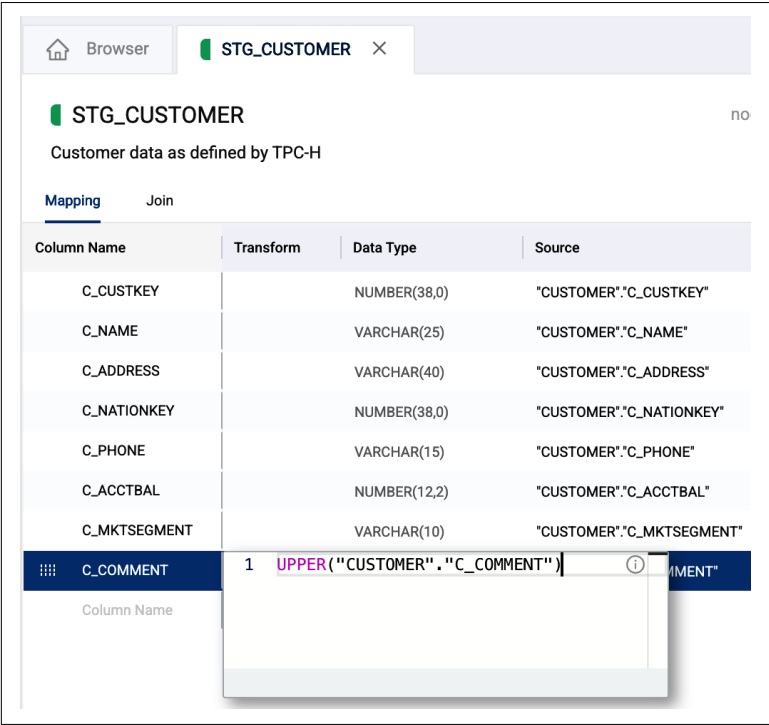 Browser STG_CUSTOMER
STG_CUSTOMER
Customer data as defined by TPC-H
Mapping Join
Column Name Transform Data Type Source
C_CUSTKEY NUMBER(38,0) "CUSTOMER"."C_CUSTKEY"
C_NAME VARCHAR(25) "CUSTOMER"."C_NAME"
C_ADDRESS VARCHAR(40) "CUSTOMER"."C_ADDRESS"
C_NATIONKEY NUMBER(38,0) "CUSTOMER"."C_NATIONKEY"
C_PHONE VARCHAR(15) "CUSTOMER"."C_PHONE"
C_ACCTBAL NUMBER(12,2) "CUSTOMER"."C_ACCTBAL"
C_MKTSEGMENT VARCHAR(10) "CUSTOMER"."C_MKTSEGMENT"
C_COMMENT 1 UPPER("CUSTOMER"."C_COMMENT") MMENT"
Column Name